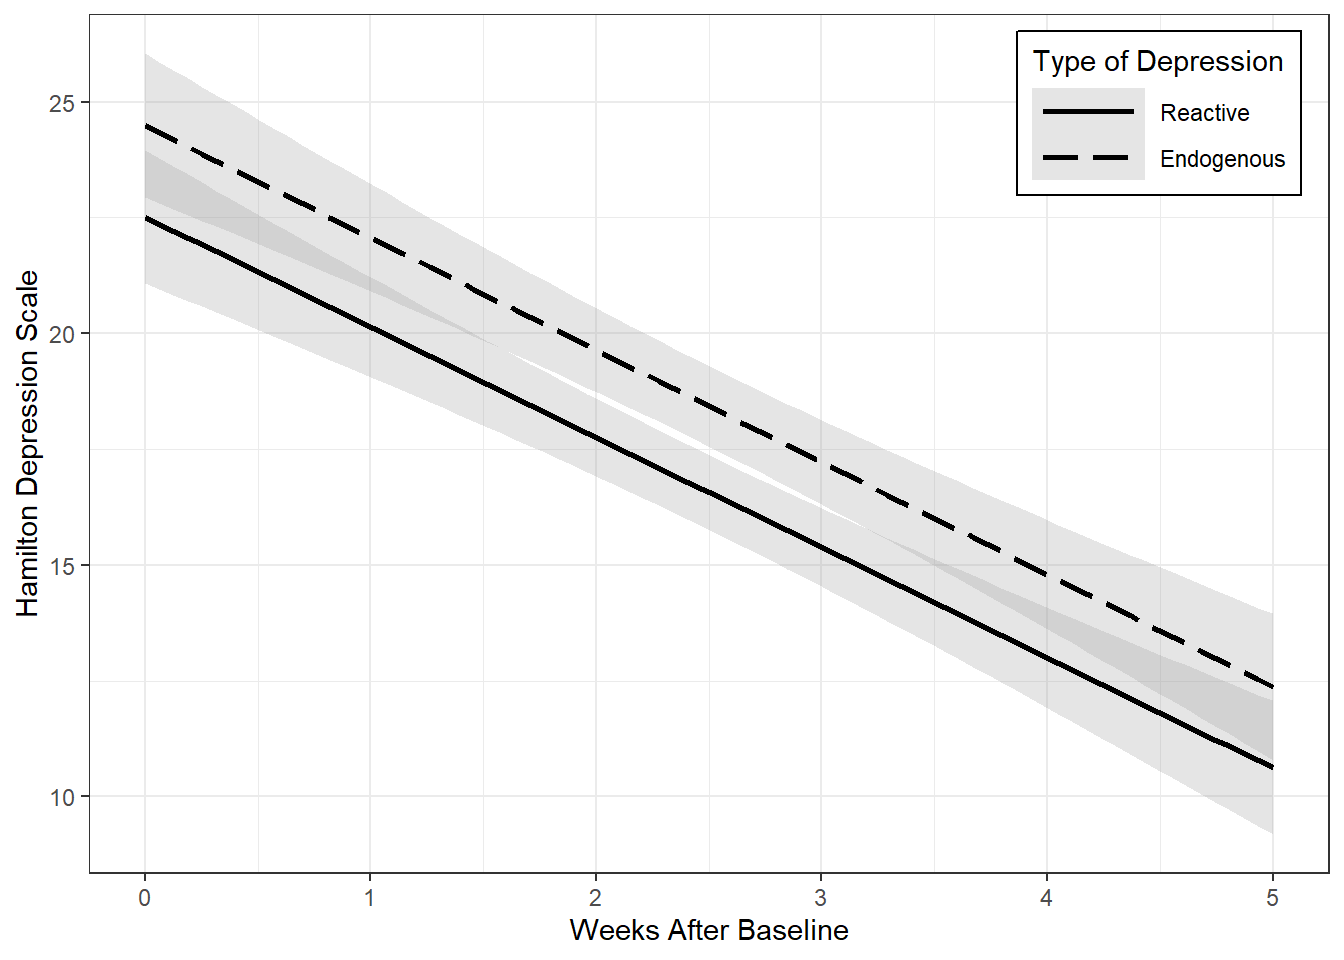 Type of Depression
Reactive
Endogenous
Hamilton Depression Scale
25
20
15
10
0 1 2 3 4 5
Weeks After Baseline